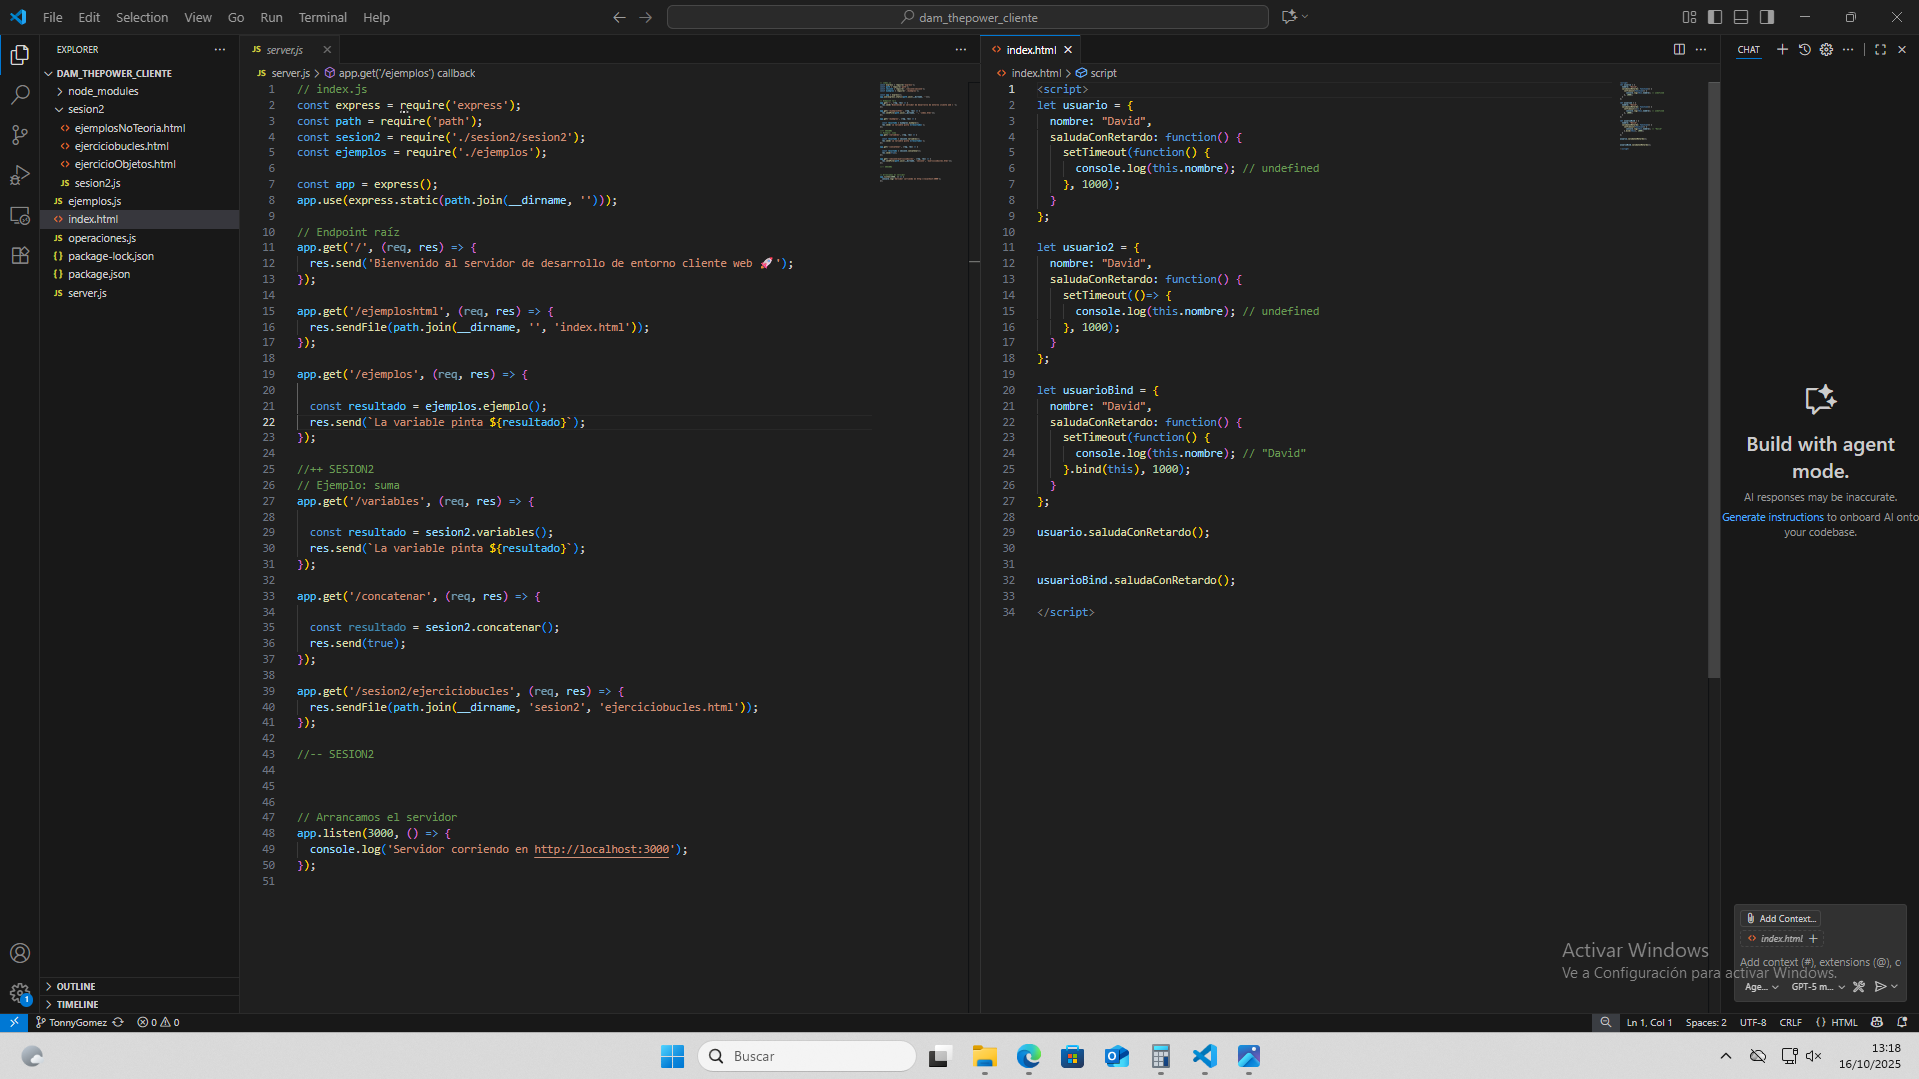 File Edit Selection View Go Run Terminal Help
dam_thepower_cliente
EXPLORER
DAM_THEPOWER_CLIENTE
node_modules
sesion2
ejemplosNoTeoria.html
ejerciciobucles.html
ejercicioObjetos.html
JS sesion2.js
JS ejemplos.js
index.html
JS operaciones.js
{} package-lock.json
{} package.json
JS server.js
OUTLINE
TIMELINE
JS server.js
JS server.js > app.get('/ejemplos') callback
1 // index.js
2 const express = require('express');
3 const path = require('path');
4 const sesion2 = require('./sesion2/sesion2');
5 const ejemplos = require('./ejemplos');
6
7 const app = express();
8 app.use(express.static(path.join(__dirname, '')));
9
10 // Endpoint raíz
11 app.get('/', (req, res) => {
12 res.send('Bienvenido al servidor de desarrollo de entorno cliente web 🚀');
13 });
14
15 app.get('/ejemploshtml', (req, res) => {
16 res.sendFile(path.join(__dirname, '', 'index.html'));
17 });
18
19 app.get('/ejemplos', (req, res) => {
20
21 const resultado = ejemplos.ejemplo();
22 res.send(`La variable pinta ${resultado}`);
23 });
24
25 //++ SESION2
26 // Ejemplo: suma
27 app.get('/variables', (req, res) => {
28
29 const resultado = sesion2.variables();
30 res.send(`La variable pinta ${resultado}`);
31 });
32
33 app.get('/concatenar', (req, res) => {
34
35 const resultado = sesion2.concatenar();
36 res.send(true);
37 });
38
39 app.get('/sesion2/ejerciciobucles', (req, res) => {
40 res.sendFile(path.join(__dirname, 'sesion2', 'ejerciciobucles.html'));
41 });
42
43 //-- SESION2
44
45
46
47 // Arrancamos el servidor
48 app.listen(3000, () => {
49 console.log('Servidor corriendo en http://localhost:3000');
50 });
51
index.html
index.html > script
1 <script>
2 let usuario = {
3 nombre: "David",
4 saludaConRetardo: function() {
5 setTimeout(function() {
6 console.log(this.nombre); // undefined
7 }, 1000);
8 }
9 };
10
11 let usuario2 = {
12 nombre: "David",
13 saludaConRetardo: function() {
14 setTimeout(()=> {
15 console.log(this.nombre); // undefined
16 }, 1000);
17 }
18 };
19
20 let usuarioBind = {
21 nombre: "David",
22 saludaConRetardo: function() {
23 setTimeout(function() {
24 console.log(this.nombre); // "David"
25 }.bind(this), 1000);
26 }
27 };
28
29 usuario.saludaConRetardo();
30
31
32 usuarioBind.saludaConRetardo();
33
34 </script>
CHAT
Build with agent
mode.
AI responses may be inaccurate.
Generate instructions to onboard AI onto
your codebase.
Add Context...
index.html
Add context (#), extensions (@), c
Age... GPT-5 m...
Activar Windows
Ve a Configuración para activar Windows.
1
TonnyGomez 0 0
Ln 1, Col 1 Spaces: 2 UTF-8 CRLF {} HTML
Buscar
13:18
16/10/2025